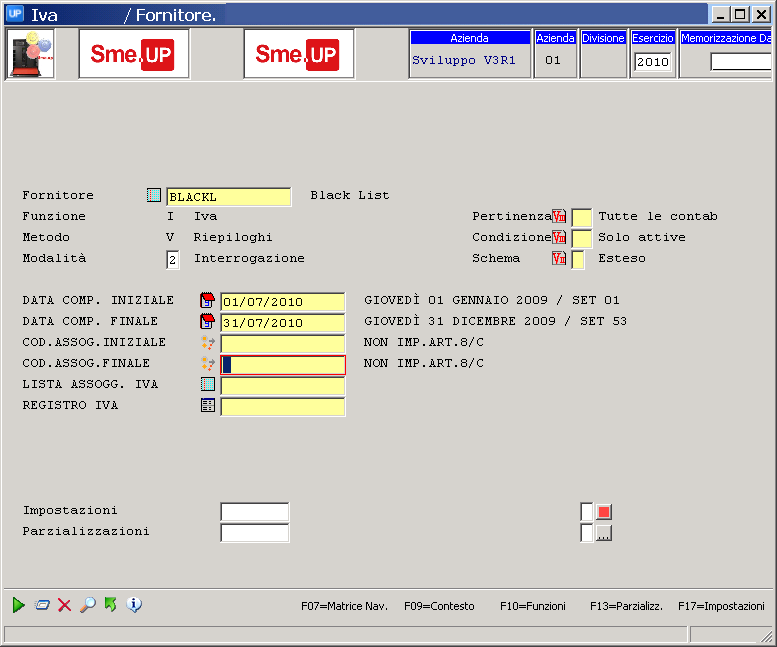 UP Iva / Fornitore.
Sme.UP Sme.UP Azienda Azienda Divisione Esercizio Memorizzazione Da
Sviluppo V3R1 01 2010
Fornitore BLACKL Black List
Funzione I Iva Pertinenza Tutte le contab
Metodo V Riepiloghi Condizione Solo attive
Modalità 2 Interrogazione Schema Esteso
DATA COMP. INIZIALE 01/07/2010 GIOVEDÌ 01 GENNAIO 2009 / SET 01
DATA COMP. FINALE 31/07/2010 GIOVEDÌ 31 DICEMBRE 2009 / SET 53
COD.ASSOG.INIZIALE NON IMP.ART.8/C
COD.ASSOG.FINALE NON IMP.ART.8/C
LISTA ASSOGG. IVA
REGISTRO IVA
Impostazioni
Parzializzazioni ...
F07=Matrice Nav. F09=Contesto F10=Funzioni F13=Parzializz. F17=Impostazioni